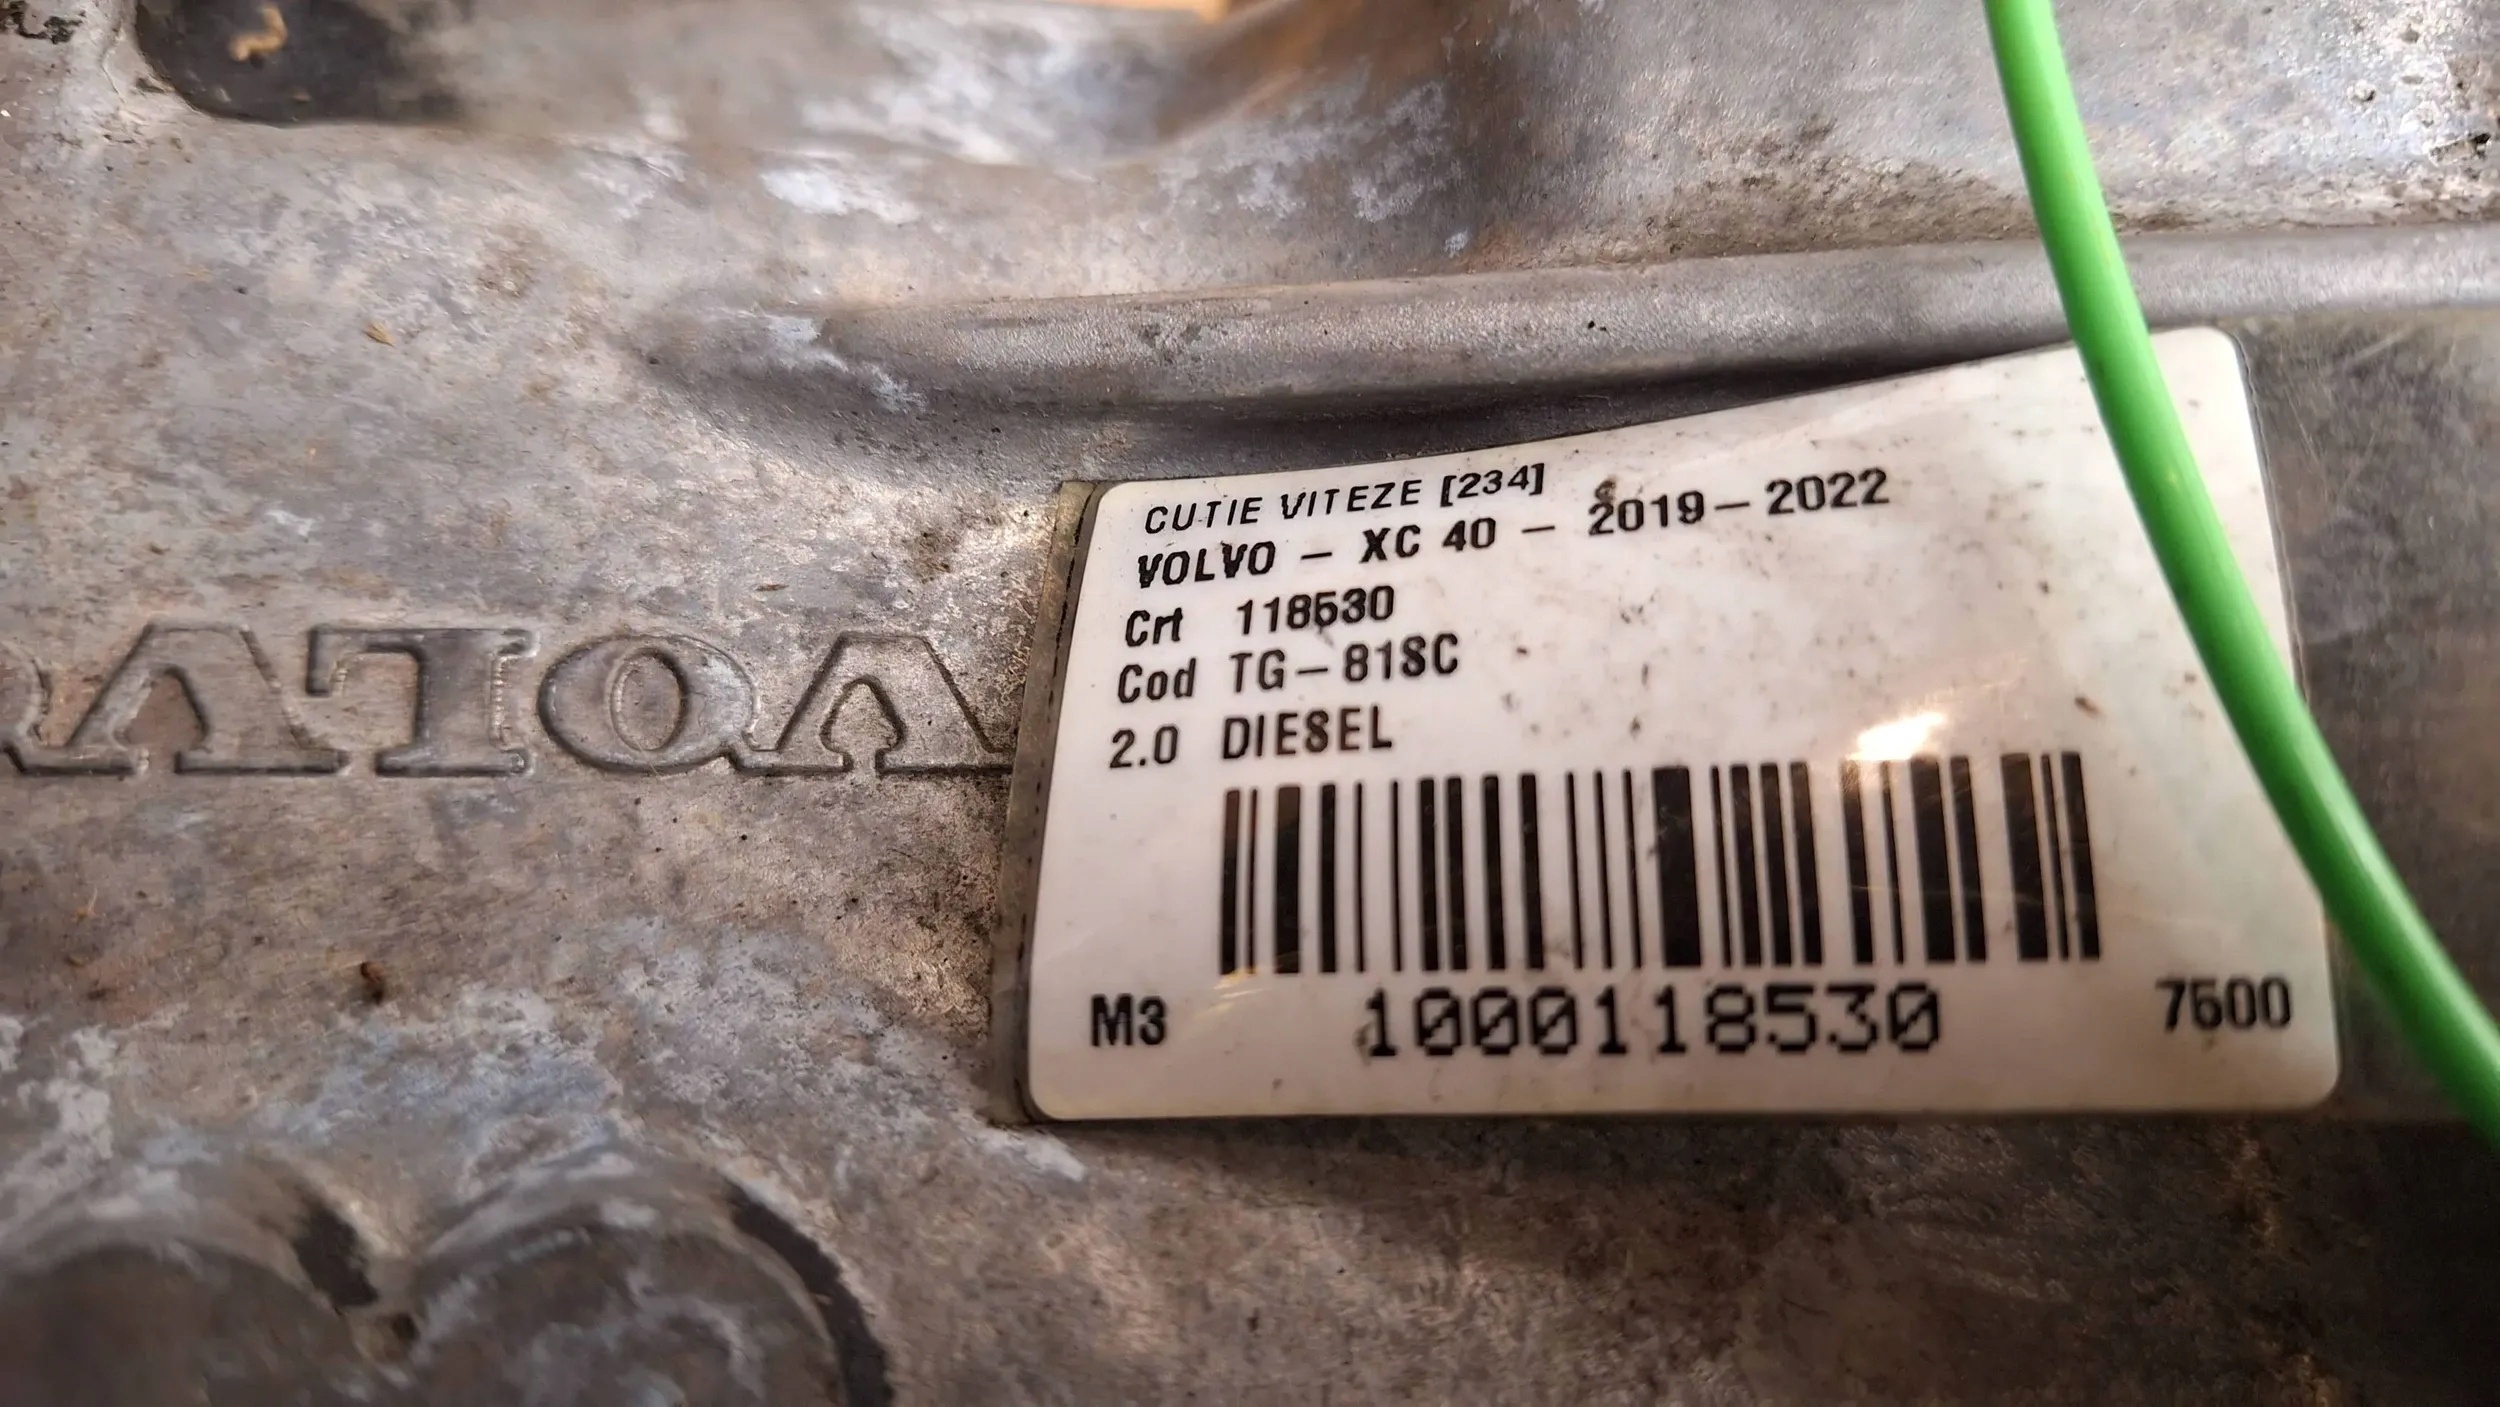 VOLVO
CUTIE VITEZE [234]
VOLVO - XC 40 - 2019-2022
Crt 118530
Cod TG-81SC
2.0 DIESEL
M3 1000118530 7500